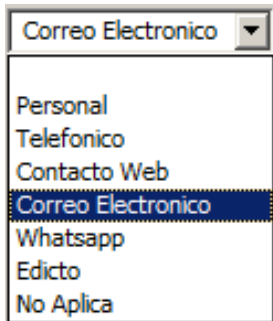 Correo Electronico
Personal
Telefonico
Contacto Web
Correo Electronico
Whatsapp
Edicto
No Aplica